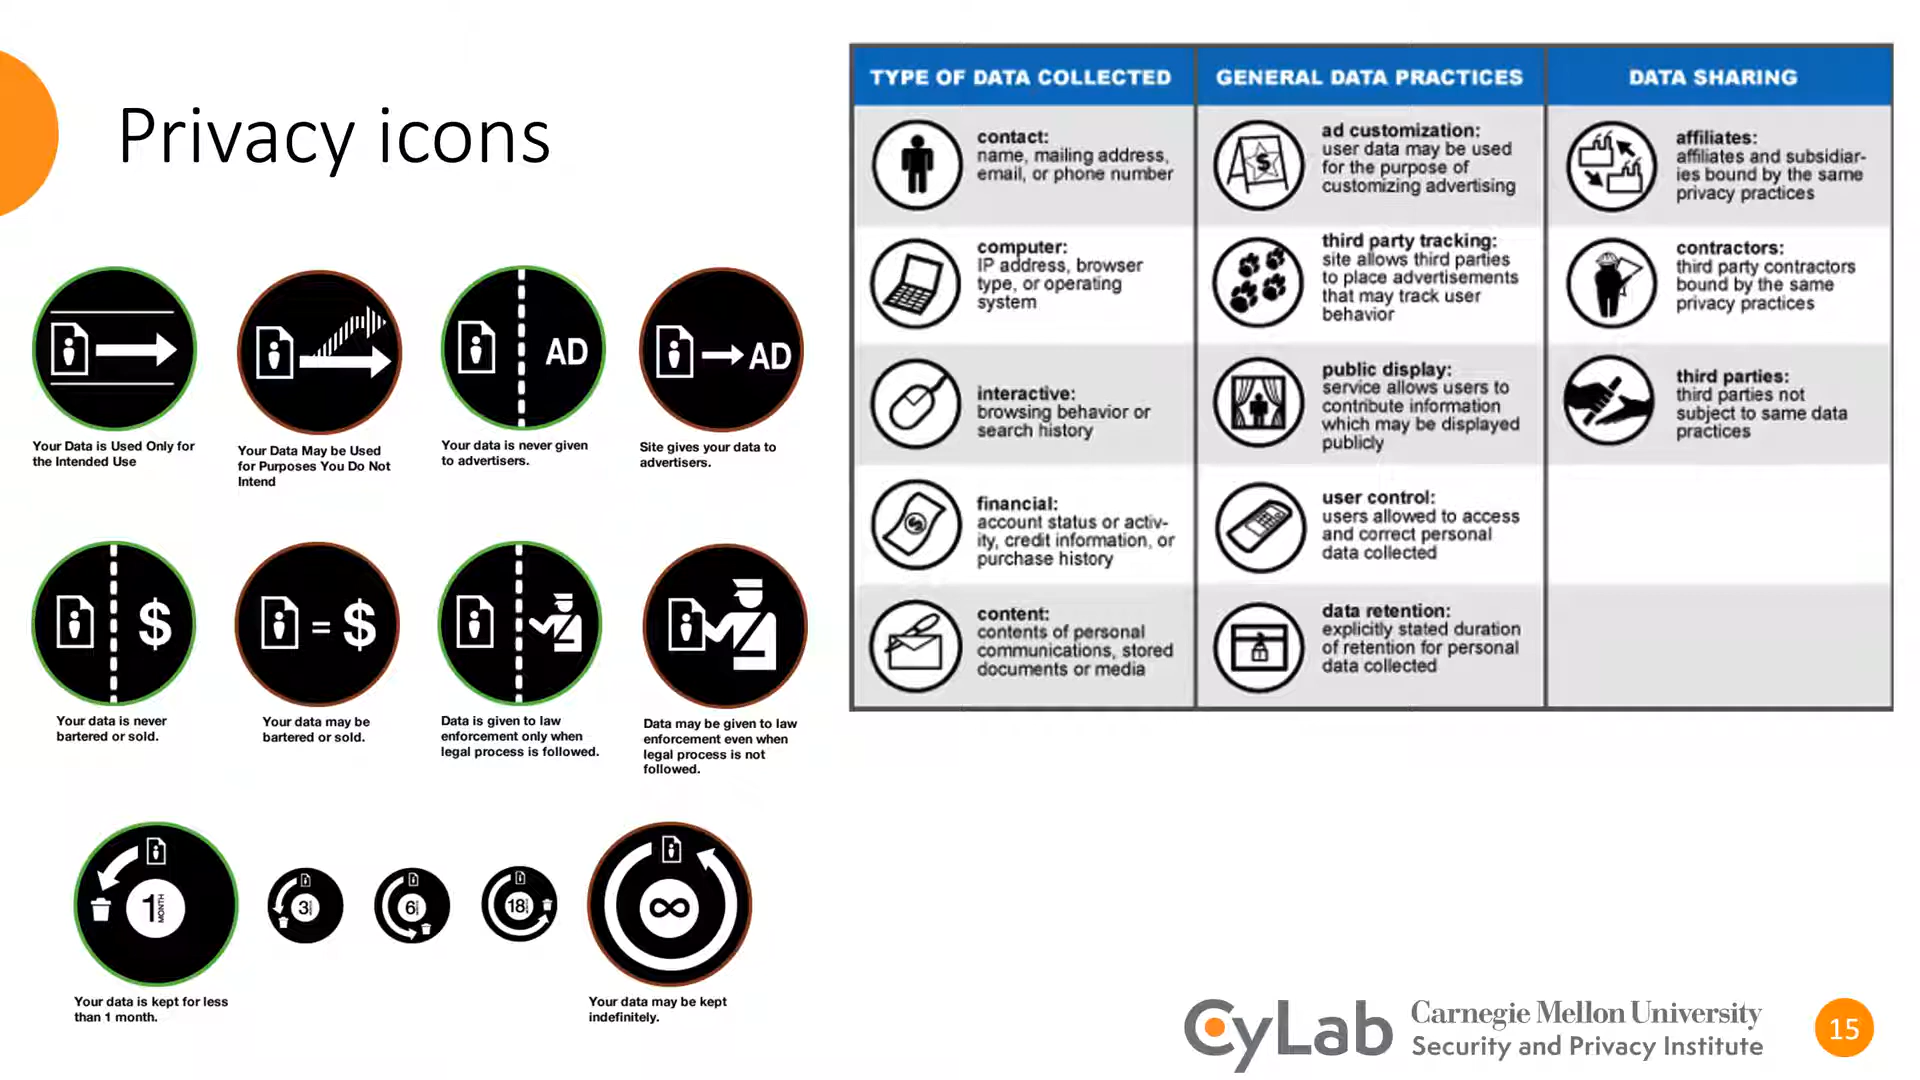 Privacy icons
AD
AD
Your Data is Used Only for
the Intended Use
Your Data May be Used
for Purposes You Do Not
Intend
Your data is never given
to advertisers.
Site gives your data to
advertisers.
$
= $
Your data is never
bartered or sold.
Your data may be
bartered or sold.
Data is given to law
enforcement only when
legal process is followed.
Data may be given to law
enforcement even when
legal process is not
followed.
1 MONTH
3
6
18
∞
Your data is kept for less
than 1 month.
Your data may be kept
indefinitely.
TYPE OF DATA COLLECTED
contact:
name, mailing address,
email, or phone number
computer:
IP address, browser
type, or operating
system
interactive:
browsing behavior or
search history
financial:
account status or activ-
ity, credit information, or
purchase history
content:
contents of personal
communications, stored
documents or media
GENERAL DATA PRACTICES
ad customization:
user data may be used
for the purpose of
customizing advertising
third party tracking:
site allows third parties
to place advertisements
that may track user
behavior
public display:
service allows users to
contribute information
which may be displayed
publicly
user control:
users allowed to access
and correct personal
data collected
data retention:
explicitly stated duration
of retention for personal
data collected
DATA SHARING
affiliates:
affiliates and subsidiar-
ies bound by the same
privacy practices
contractors:
third party contractors
bound by the same
privacy practices
third parties:
third parties not
subject to same data
practices
CyLab
Carnegie Mellon University
Security and Privacy Institute
15